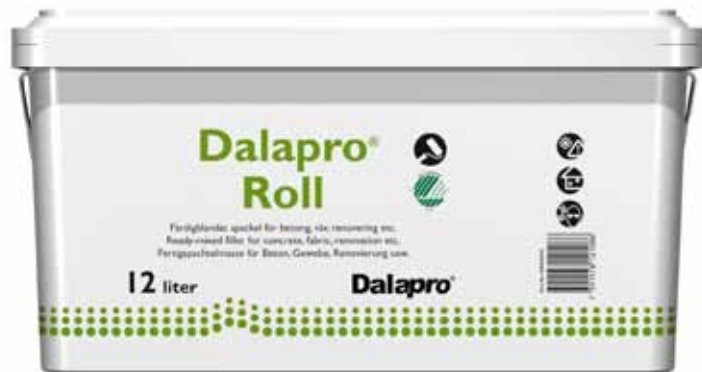 Dalapro®
Roll
Färdigblandat spackel för betong, väv, renovering etc.
Ready-mixed filler for concrete, fabric, renovation etc.
Fertigspachtelmasse für Beton, Gewebe, Renovierung usw.
12 liter
Dalapro®